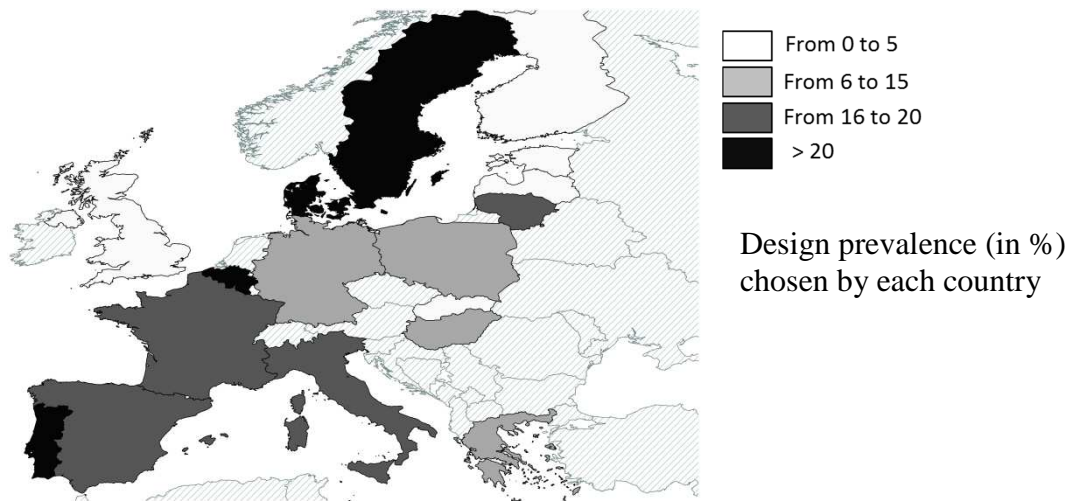 From 0 to 5
From 6 to 15
From 16 to 20
> 20
Design prevalence (in %)
chosen by each country